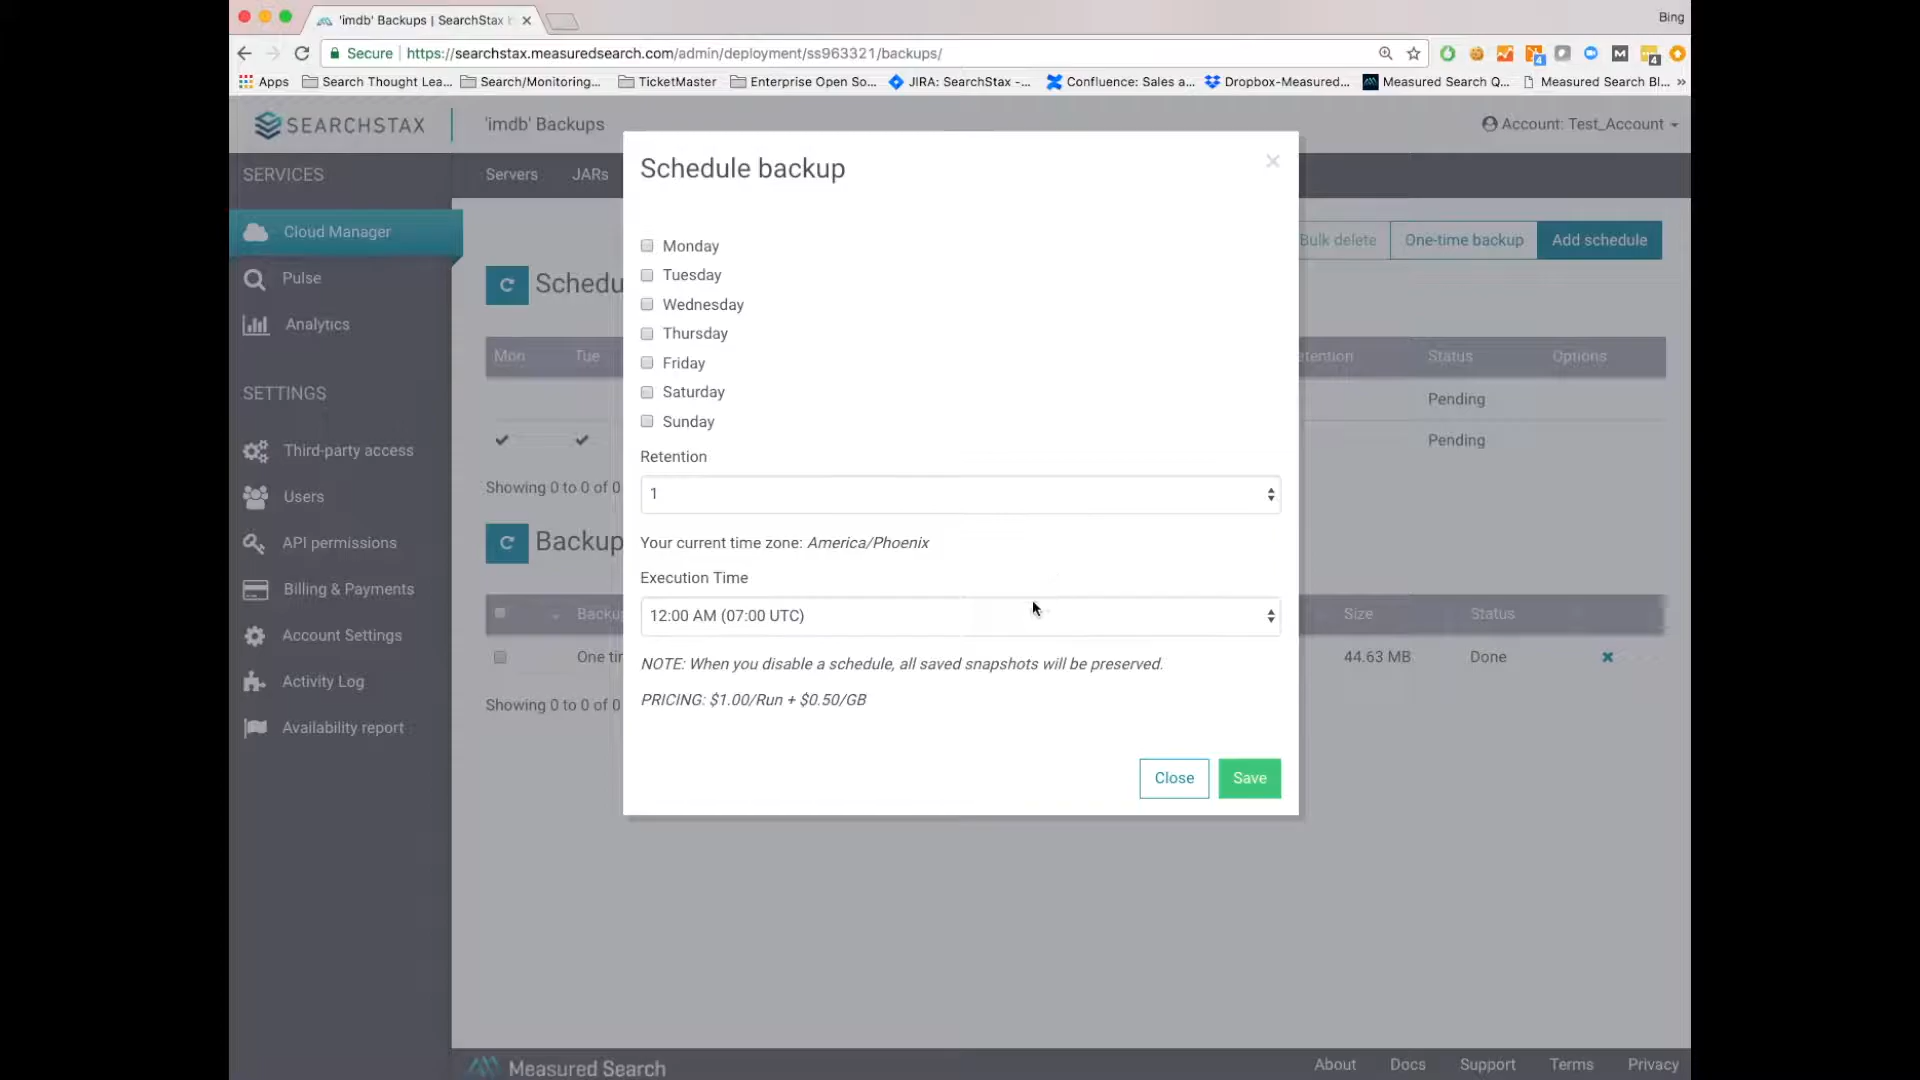 'imdb' Backups | SearchStax
Bing
Secure | https://searchstax.measuredsearch.com/admin/deployment/ss963321/backups/
4
4
Apps
Search Thought Lea...
Search/Monitoring...
TicketMaster
Enterprise Open So...
JIRA: SearchStax -...
Confluence: Sales a...
Dropbox-Measured...
Measured Search Q...
Measured Search Bl...
»
SEARCHSTAX
'imdb' Backups
Account: Test_Account
SERVICES
Cloud Manager
Pulse
Analytics
SETTINGS
Third-party access
Users
API permissions
Billing & Payments
Account Settings
Activity Log
Availability report
Servers
JARs
Bulk delete
One-time backup
Add schedule
Schedu
Mon
Tue
etention
Status
Options
Pending
Pending
Showing 0 to 0 of 0
Backup
Backu
Size
Status
One ti
44.63 MB
Done
Showing 0 to 0 of 0
Schedule backup
×
Monday
Tuesday
Wednesday
Thursday
Friday
Saturday
Sunday
Retention
1
Your current time zone: America/Phoenix
Execution Time
12:00 AM (07:00 UTC)
NOTE: When you disable a schedule, all saved snapshots will be preserved.
PRICING: $1.00/Run + $0.50/GB
Close
Save
Measured Search
About
Docs
Support
Terms
Privacy